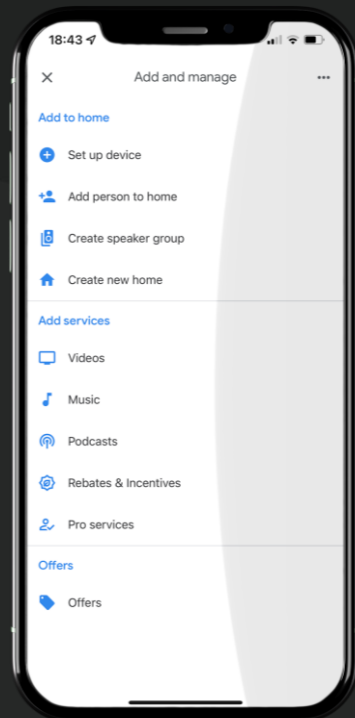 18:43
Add and manage
Add to home
Set up device
Add person to home
Create speaker group
Create new home
Add services
Videos
Music
Podcasts
Rebates & Incentives
Pro services
Offers
Offers